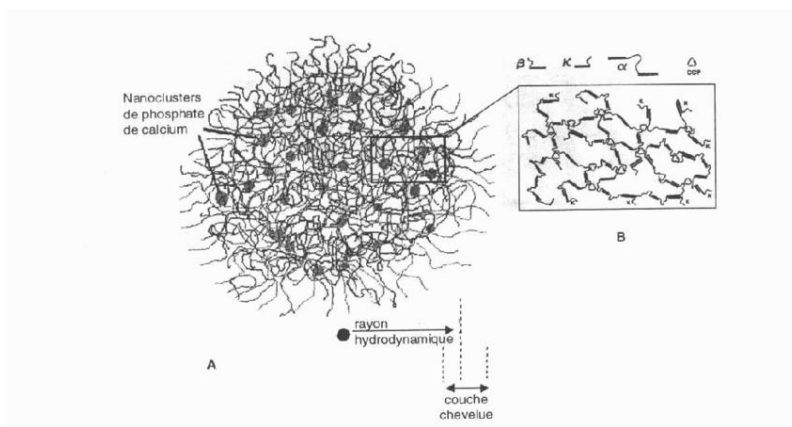 Nanoclusters
de phosphate
de calcium
β κ α CCP
B
rayon
hydrodynamique
A
couche
chevelue